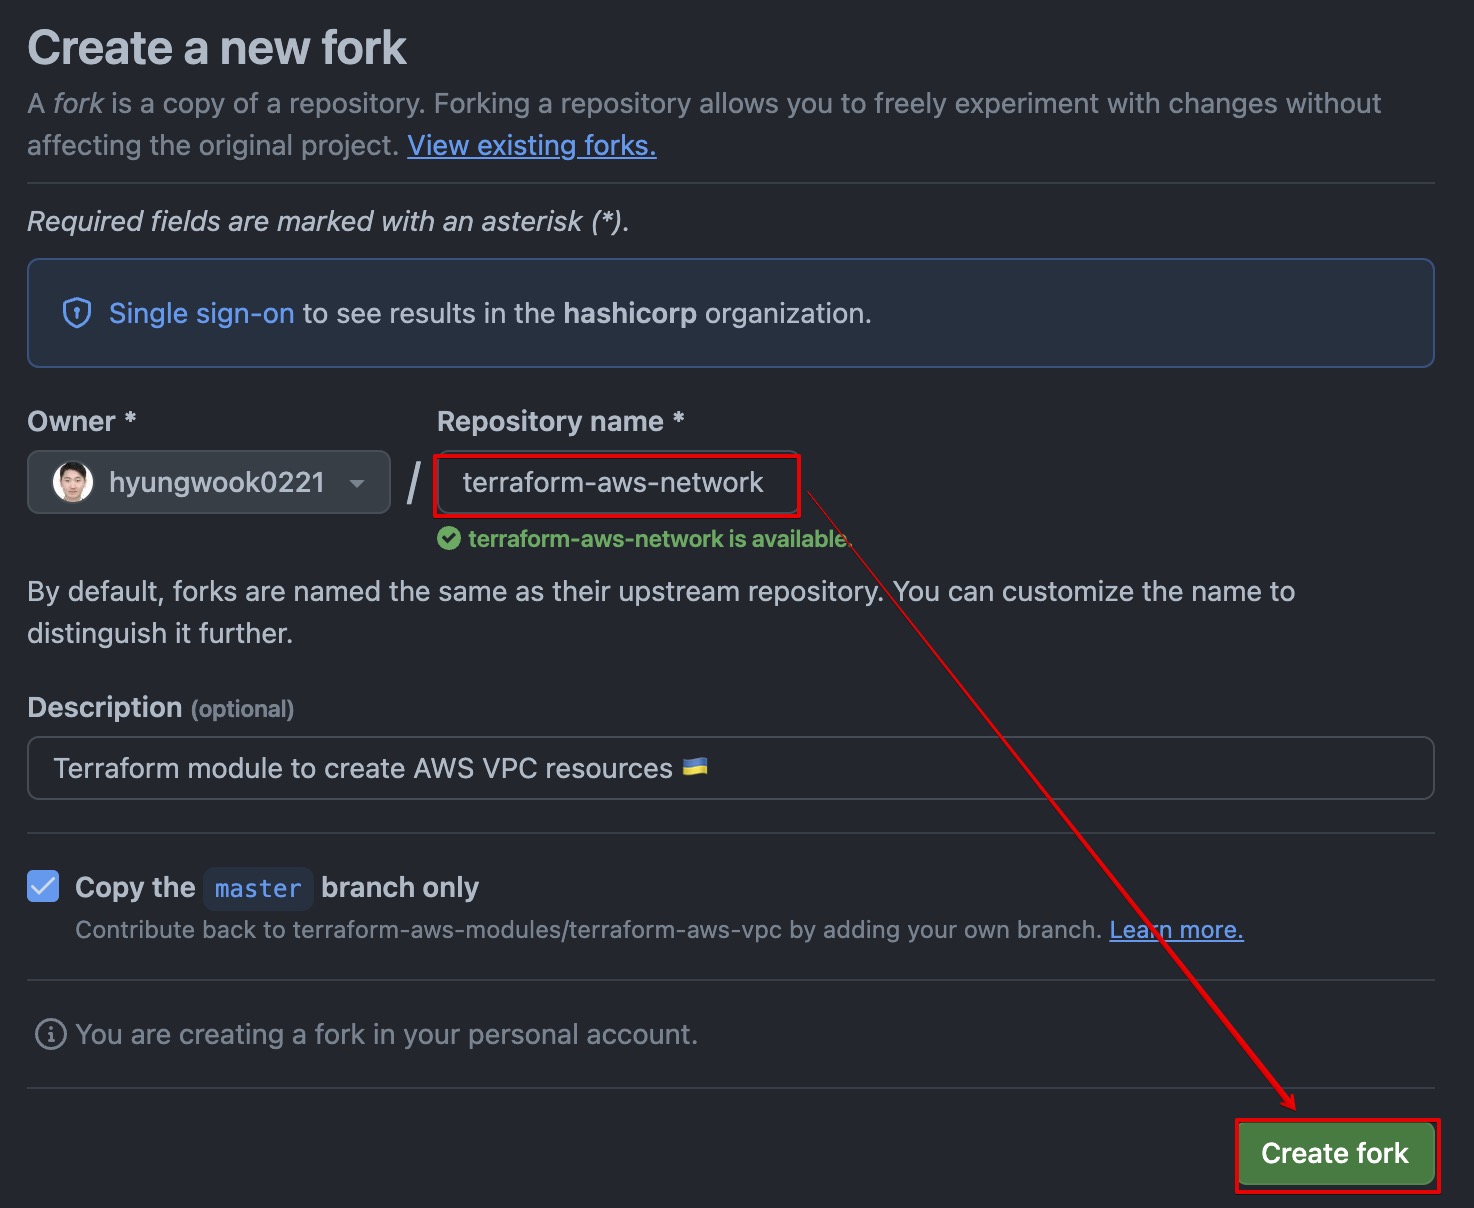 Create a new fork
A fork is a copy of a repository. Forking a repository allows you to freely experiment with changes without
affecting the original project. View existing forks.
Required fields are marked with an asterisk (*).
Single sign-on to see results in the hashicorp organization.
Owner *
Repository name *
hyungwook0221
/
terraform-aws-network
terraform-aws-network is available.
By default, forks are named the same as their upstream repository. You can customize the name to
distinguish it further.
Description (optional)
Terraform module to create AWS VPC resources 🇺🇦
Copy the master branch only
Contribute back to terraform-aws-modules/terraform-aws-vpc by adding your own branch. Learn more.
You are creating a fork in your personal account.
Create fork